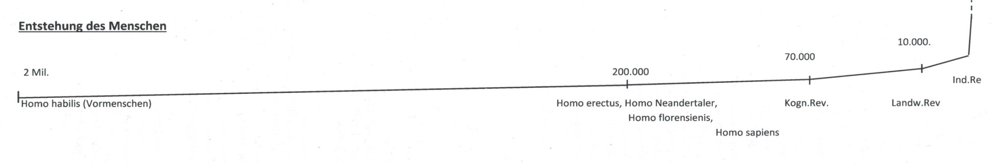 Entstehung des Menschen
10.000.
70.000
200.000
2 Mil.
Ind.Re
Homo habilis (Vormenschen)
Homo erectus, Homo Neandertaler,
Kogn.Rev.
Landw.Rev
Homo florensienis,
Homo sapiens